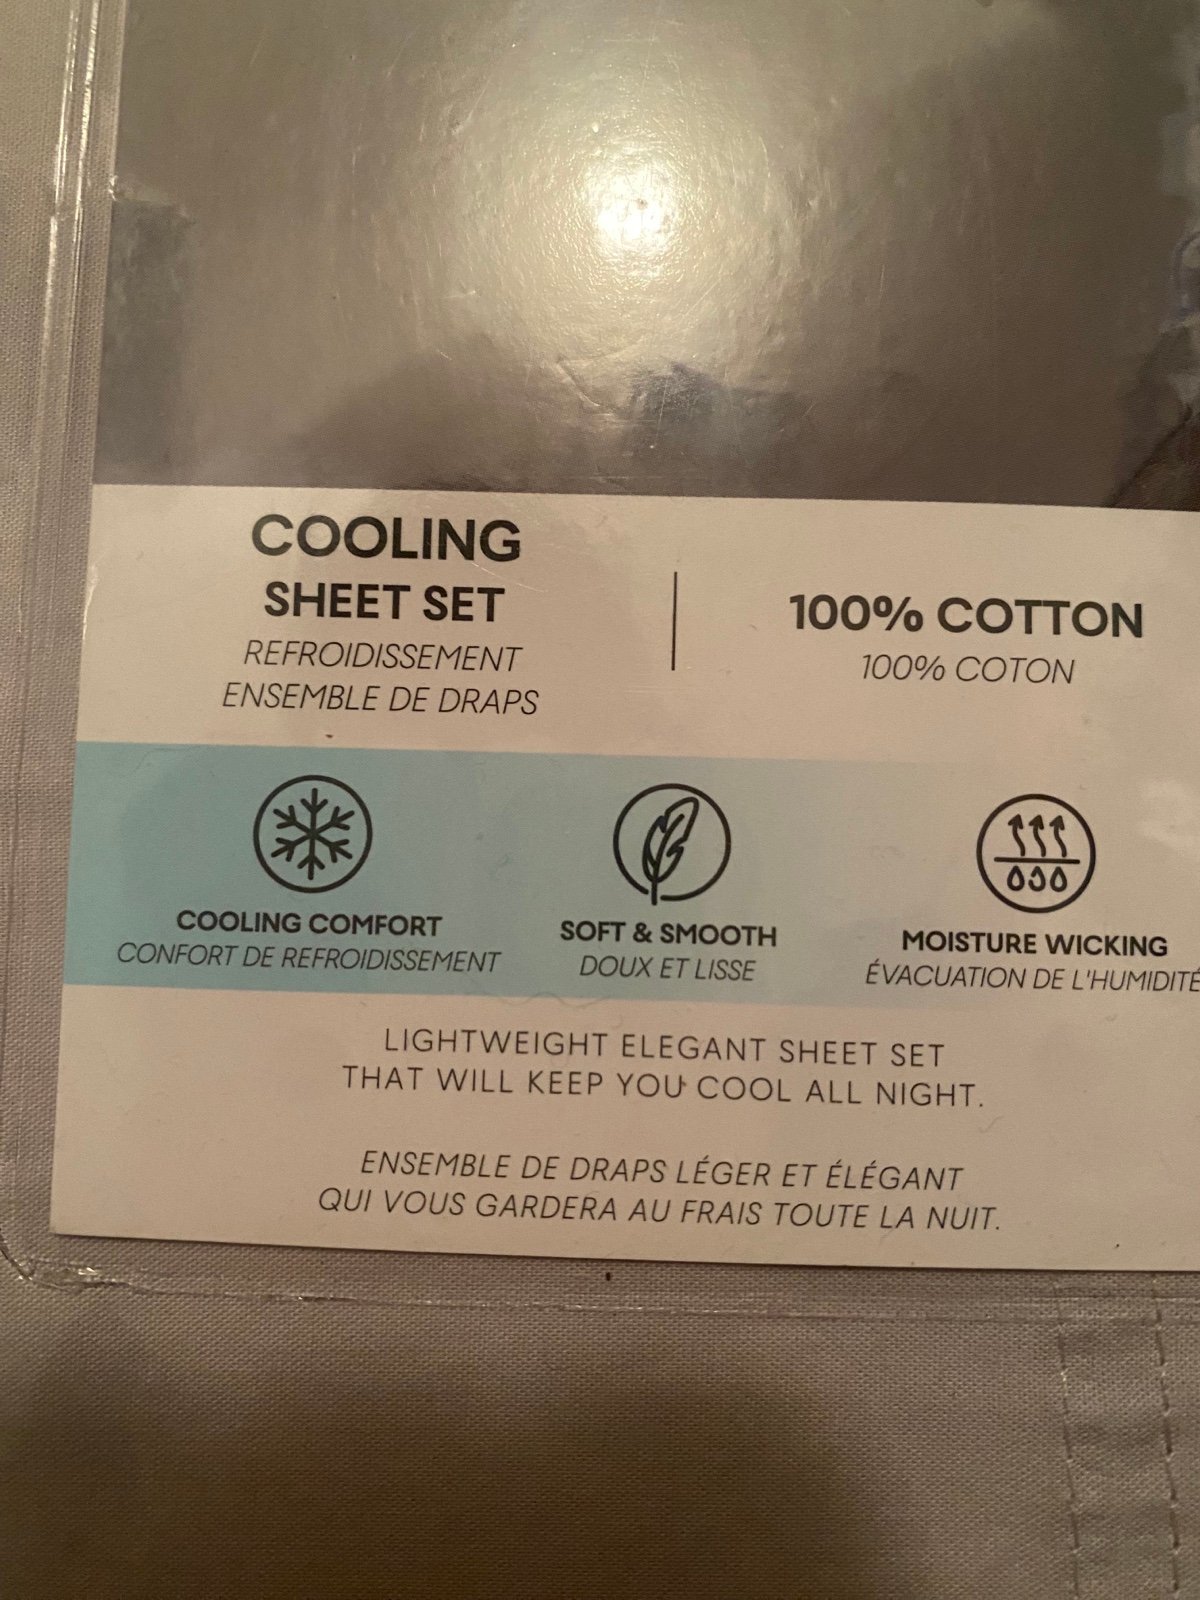 COOLING
SHEET SET
REFROIDISSEMENT
ENSEMBLE DE DRAPS
100% COTTON
100% COTON
COOLING COMFORT
CONFORT DE REFROIDISSEMENT
SOFT & SMOOTH
DOUX ET LISSE
MOISTURE WICKING
ÉVACUATION DE L'HUMIDITÉ
LIGHTWEIGHT ELEGANT SHEET SET
THAT WILL KEEP YOU COOL ALL NIGHT.
ENSEMBLE DE DRAPS LÉGER ET ÉLÉGANT
QUI VOUS GARDERA AU FRAIS TOUTE LA NUIT.